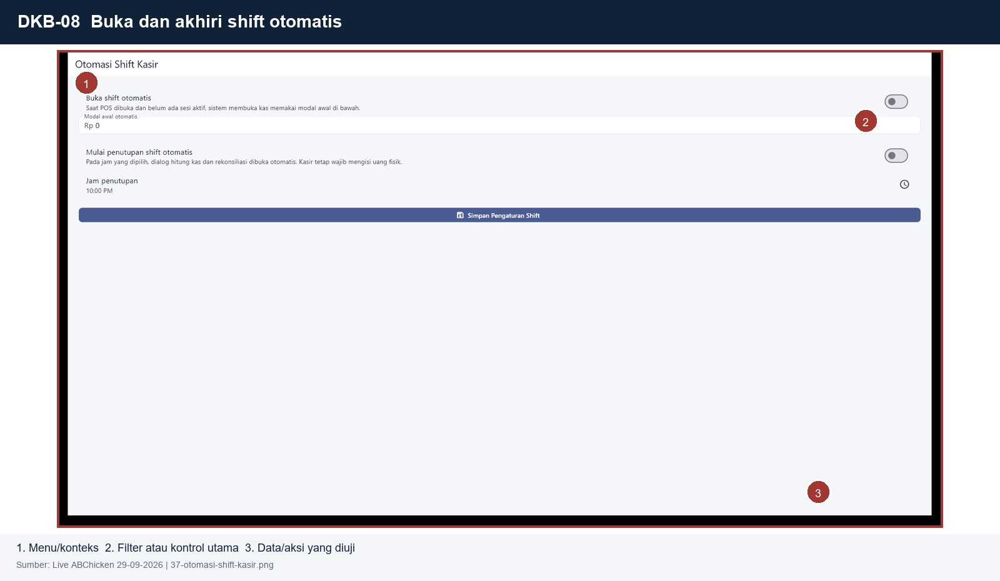 DKB-08  Buka dan akhiri shift otomatis
Otomasi Shift Kasir
1
Buka shift otomatis
Saat POS dibuka dan belum ada sesi aktif, sistem membuka kas memakai modal awal di bawah.
2
Modal awal otomatis
Rp 0
Mulai penutupan shift otomatis
Pada jam yang dipilih, dialog hitung kas dan rekonsiliasi dibuka otomatis. Kasir tetap wajib mengisi uang fisik.
Jam penutupan
10:00 PM
Simpan Pengaturan Shift
3
1. Menu/konteks  2. Filter atau kontrol utama  3. Data/aksi yang diuji
Sumber: Live ABChicken 29-09-2026 | 37-otomasi-shift-kasir.png